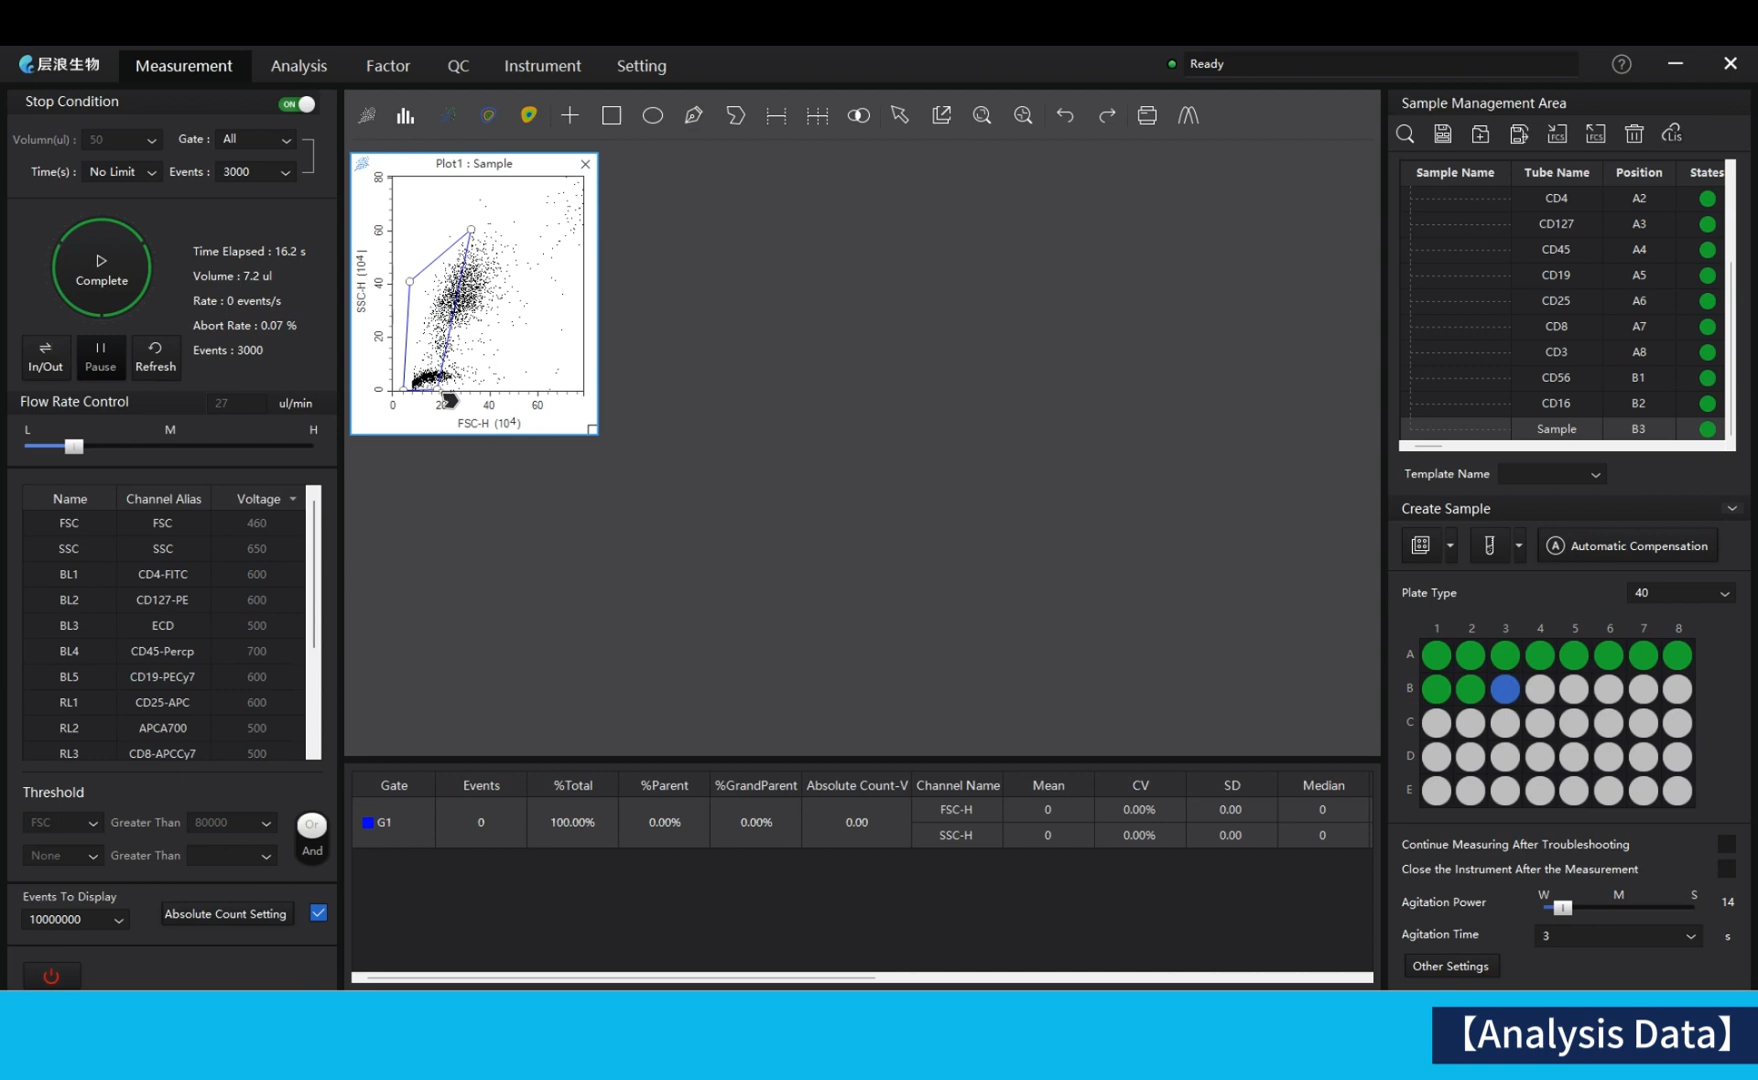 层浪生物 Measurement Analysis Factor QC Instrument Setting Ready
Stop Condition ON
Volumn(ul) : 50 Gate : All
Time(s) : No Limit Events : 3000
Complete
Time Elapsed : 16.2 s
Volume : 7.2 ul
Rate : 0 events/s
Abort Rate : 0.07 %
Events : 3000
In/Out Pause Refresh
Flow Rate Control 27 ul/min
L M H
Name Channel Alias Voltage
FSC FSC 460
SSC SSC 650
BL1 CD4-FITC 600
BL2 CD127-PE 600
BL3 ECD 500
BL4 CD45-Percp 700
BL5 CD19-PECy7 600
RL1 CD25-APC 600
RL2 APCA700 500
RL3 CD8-APCCy7 500
Threshold
FSC Greater Than 80000
Or
None Greater Than
And
Events To Display
10000000 Absolute Count Setting
Plot1 : Sample
80
60
40
20
0
SSC-H (10⁴)
0 20 40 60
FSC-H (10⁴)
Gate Events %Total %Parent %GrandParent Absolute Count-V Channel Name Mean CV SD Median
G1 0 100.00% 0.00% 0.00% 0.00
FSC-H 0 0.00% 0.00 0
SSC-H 0 0.00% 0.00 0
Sample Management Area
FCS FCS Lis
Sample Name Tube Name Position States
CD4 A2
CD127 A3
CD45 A4
CD19 A5
CD25 A6
CD8 A7
CD3 A8
CD56 B1
CD16 B2
Sample B3
Template Name
Create Sample
A Automatic Compensation
Plate Type 40
1 2 3 4 5 6 7 8
A
B
C
D
E
Continue Measuring After Troubleshooting
Close the Instrument After the Measurement
W M S
Agitation Power 14
Agitation Time 3 s
Other Settings
【Analysis Data】